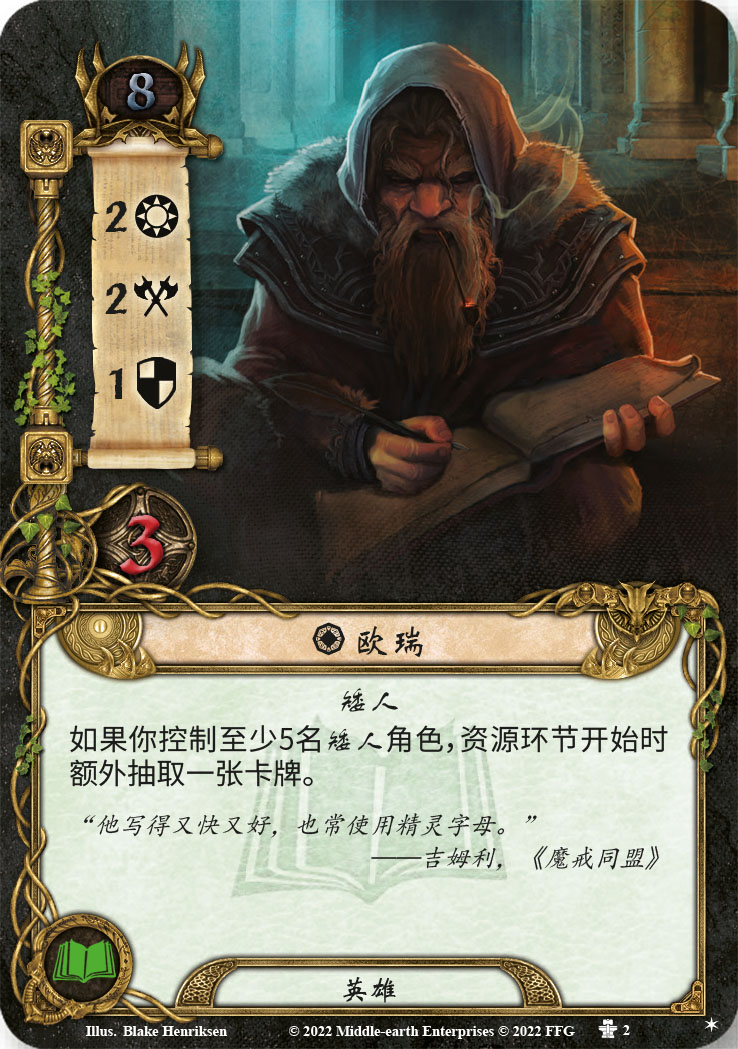 8
2
2
1
3
欧瑞
矮人
如果你控制至少5名矮人角色，资源环节开始时
额外抽取一张卡牌。
“他写得又快又好，也常使用精灵字母。”
——吉姆利，《魔戒同盟》
英雄
Illus. Blake Henriksen © 2022 Middle-earth Enterprises © 2022 FFG 2